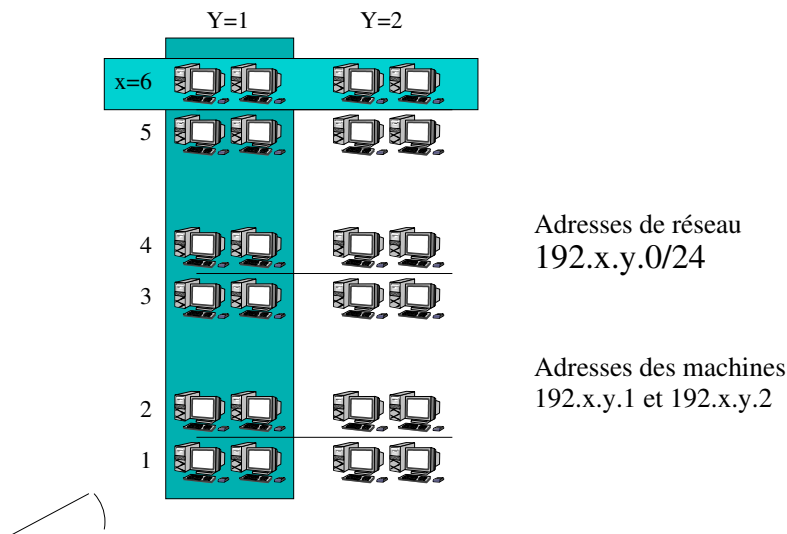 Y=1 Y=2
x=6
5
4
Adresses de réseau
192.x.y.0/24
3
Adresses des machines
192.x.y.1 et 192.x.y.2
2
1